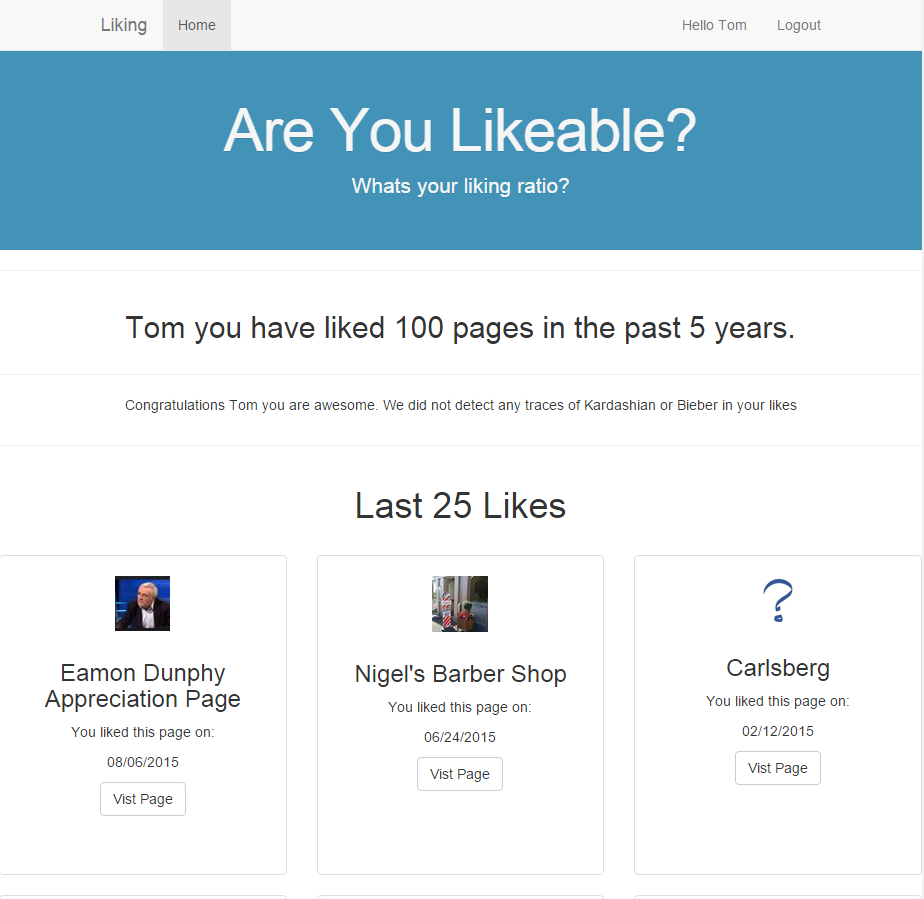 Liking
Home
Hello Tom
Logout
Are You Likeable?
Whats your liking ratio?
Tom you have liked 100 pages in the past 5 years.
Congratulations Tom you are awesome. We did not detect any traces of Kardashian or Bieber in your likes
Last 25 Likes
Eamon Dunphy
Appreciation Page
You liked this page on:
08/06/2015
Vist Page
Nigel's Barber Shop
You liked this page on:
06/24/2015
Vist Page
?
Carlsberg
You liked this page on:
02/12/2015
Vist Page